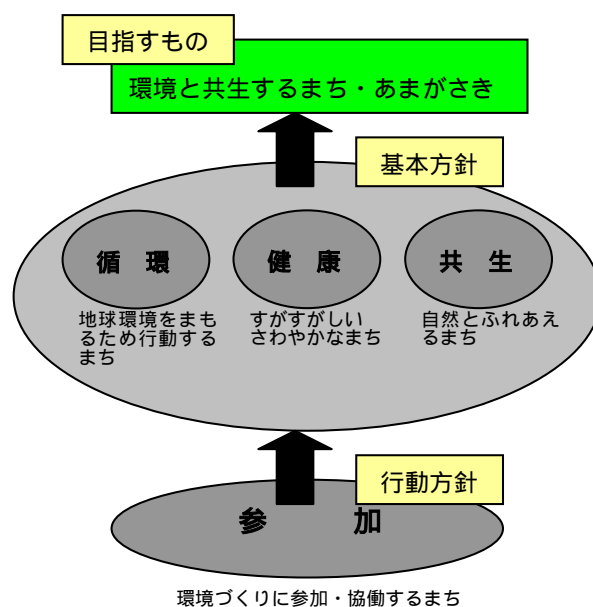 目指すもの
環境と共生するまち・あまがさき
基本方針
循　環
健　康
共　生
地球環境をまも
るため行動する
まち
すがすがしい
さわやかなまち
自然とふれあえ
るまち
行動方針
参　　加
環境づくりに参加・協働するまち